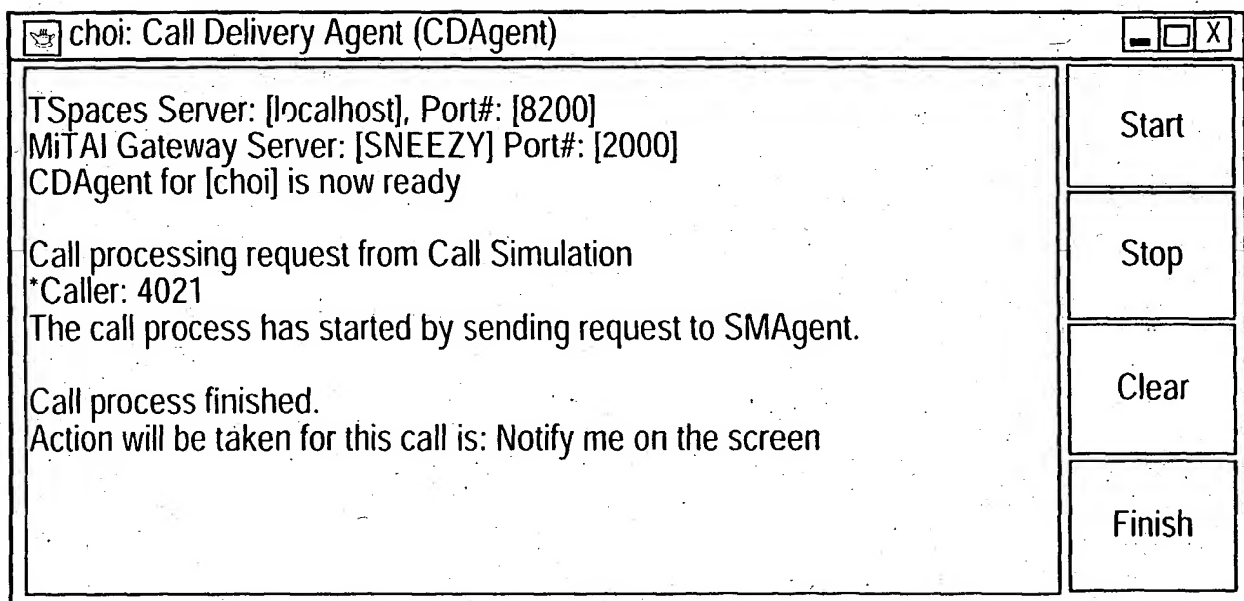 choi: Call Delivery Agent (CDAgent)
X
TSpaces Server: [localhost], Port#: [8200]
MiTAI Gateway Server: [SNEEZY] Port#: [2000]
CDAgent for [choi] is now ready
Call processing request from Call Simulation
*Caller: 4021
The call process has started by sending request to SMAgent.
Call process finished.
Action will be taken for this call is: Notify me on the screen
Start
Stop
Clear
Finish